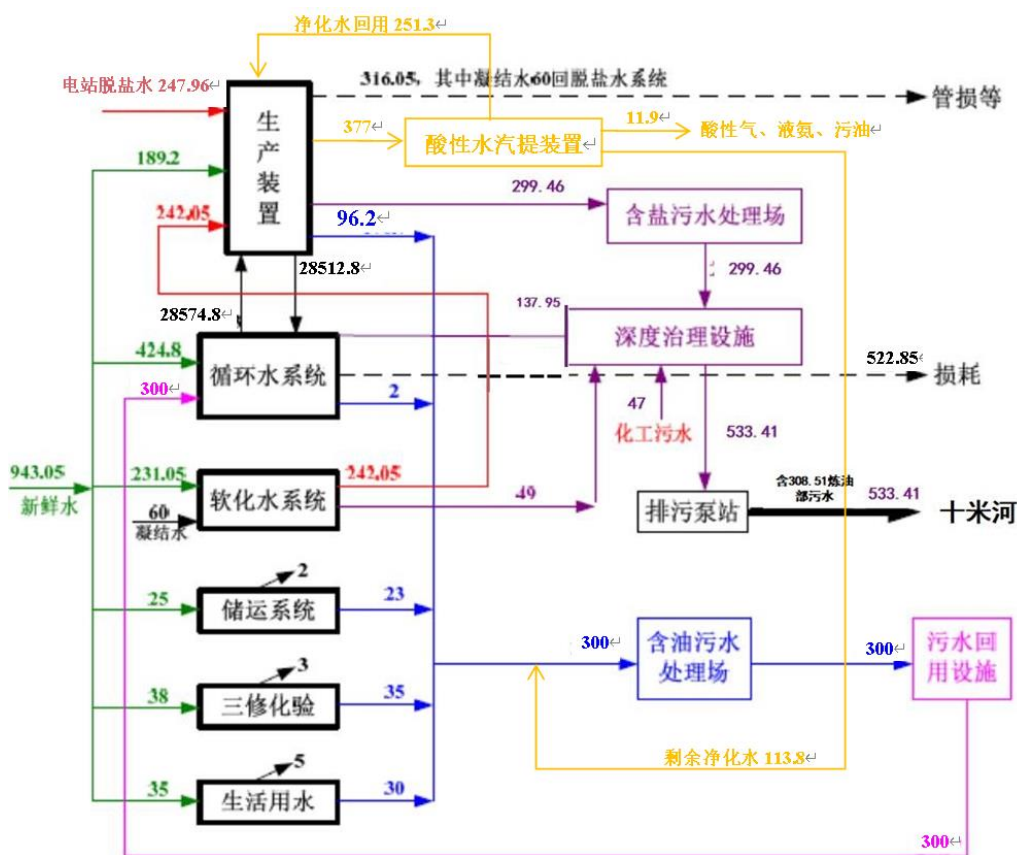 净化水回用 251.3
电站脱盐水 247.96
316.05，其中凝结水60回脱盐水系统
管损等
生产装置
377
酸性水汽提装置
11.9
酸性气、液氨、污油
189.2
299.46
含盐污水处理场
242.05
96.2
28512.8
299.46
28574.8
137.95
深度治理设施
424.8
循环水系统
522.85
损耗
300
2
47
化工污水
533.41
943.05
新鲜水
231.05
软化水系统
242.05
49
排污泵站
含308.51炼油
部污水
533.41
十米河
60
凝结水
2
25
储运系统
23
300
含油污水
处理场
300
污水回
用设施
3
38
三修化验
35
剩余净化水 113.8
5
35
生活用水
30
300